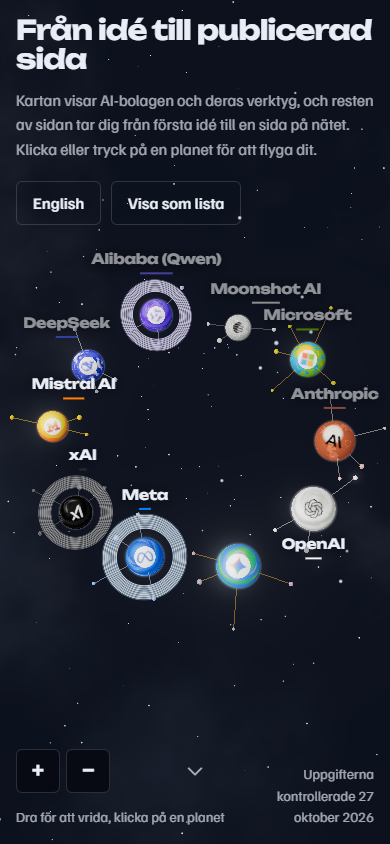 Från idé till publicerad
sida
Kartan visar AI-bolagen och deras verktyg, och resten
av sidan tar dig från första idé till en sida på nätet.
Klicka eller tryck på en planet för att flyga dit.
English
Visa som lista
Alibaba (Qwen)
Moonshot AI
Microsoft
DeepSeek
Mistral AI
Anthropic
AI
xAI
Meta
OpenAI
+
−
Uppgifterna
kontrollerade 27
oktober 2026
Dra för att vrida, klicka på en planet